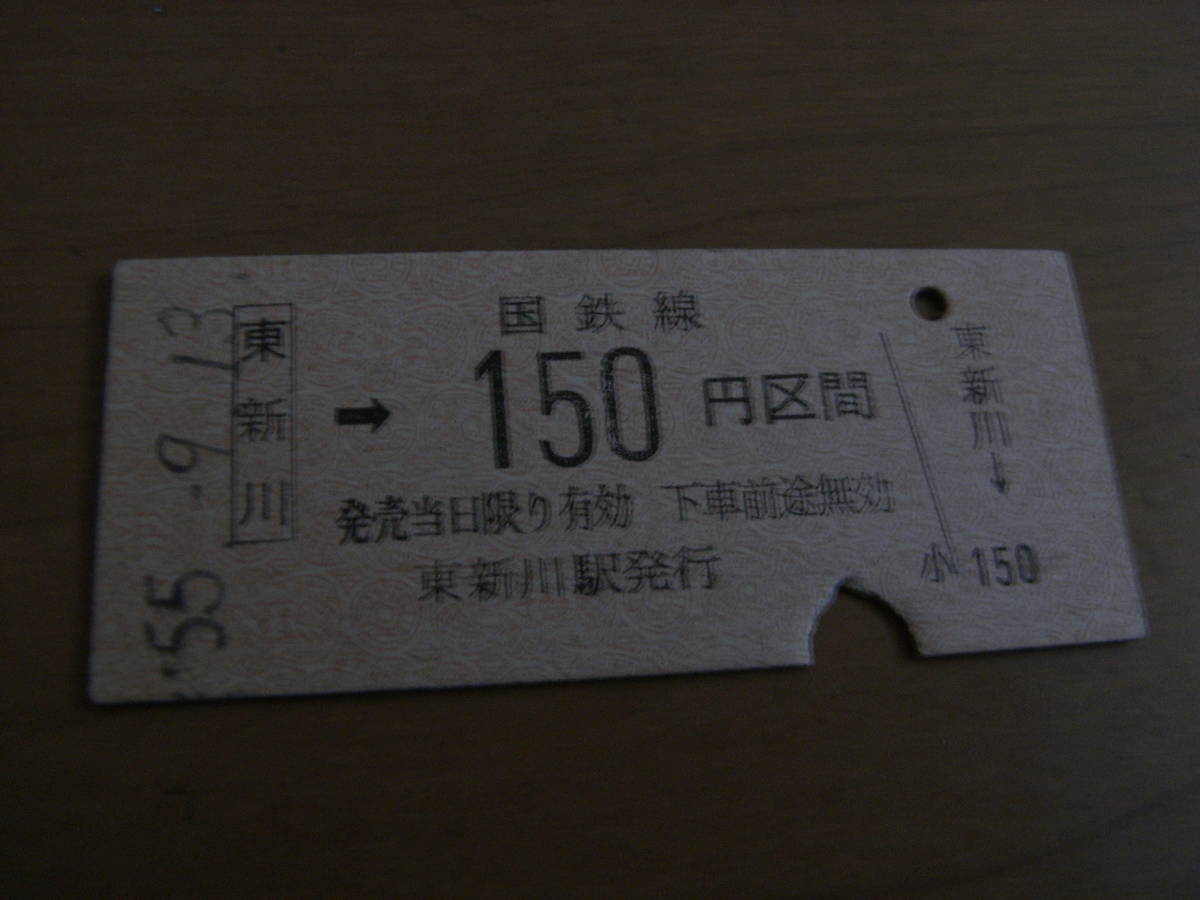 55.-9.13
東新川
国鉄線
➡ 150円区間
発売当日限り有効 下車前途無効
東新川駅発行
東新川→
小 150